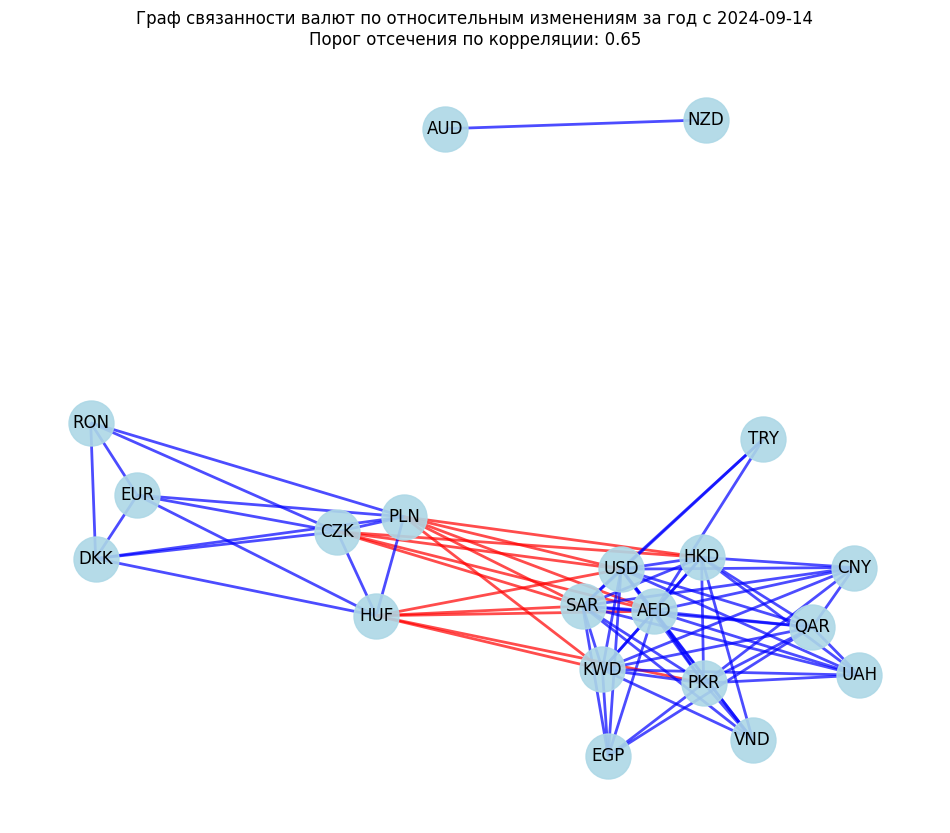 Граф связанности валют по относительным изменениям за год с 2024-09-14
Порог отсечения по корреляции: 0.65
AUD
NZD
RON
TRY
EUR
PLN
CZK
DKK
HKD
USD
CNY
SAR
AED
HUF
QAR
KWD
UAH
PKR
VND
EGP